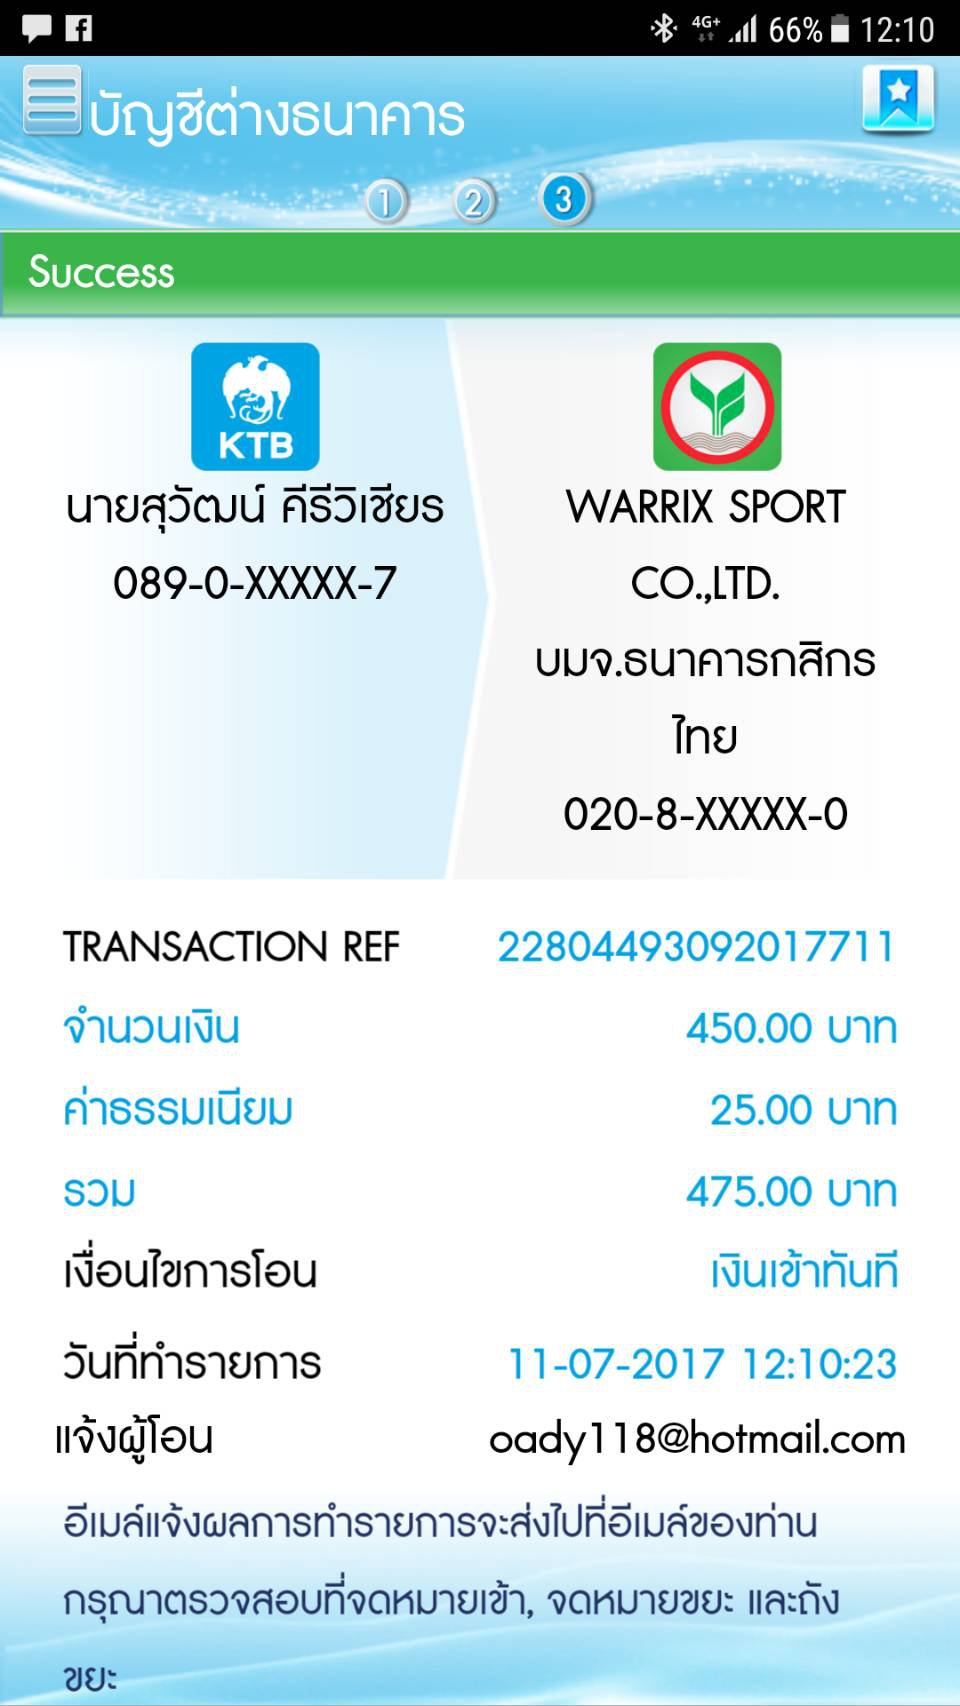 4G+ 66% 12:10
บัญชีต่างธนาคาร
1 2 3
Success
KTB
นายสุวัฒน์ คีรีวิเชียร
089-0-XXXXX-7
WARRIX SPORT
CO.,LTD.
บมจ.ธนาคารกสิกร
ไทย
020-8-XXXXX-0
TRANSACTION REF 22804493092017711
จำนวนเงิน 450.00 บาท
ค่าธรรมเนียม 25.00 บาท
รวม 475.00 บาท
เงื่อนไขการโอน เงินเข้าทันที
วันที่ทำรายการ 11-07-2017 12:10:23
แจ้งผู้โอน oady118@hotmail.com
อีเมล์แจ้งผลการทำรายการจะส่งไปที่อีเมล์ของท่าน
กรุณาตรวจสอบที่จดหมายเข้า, จดหมายขยะ และถัง
ขยะ